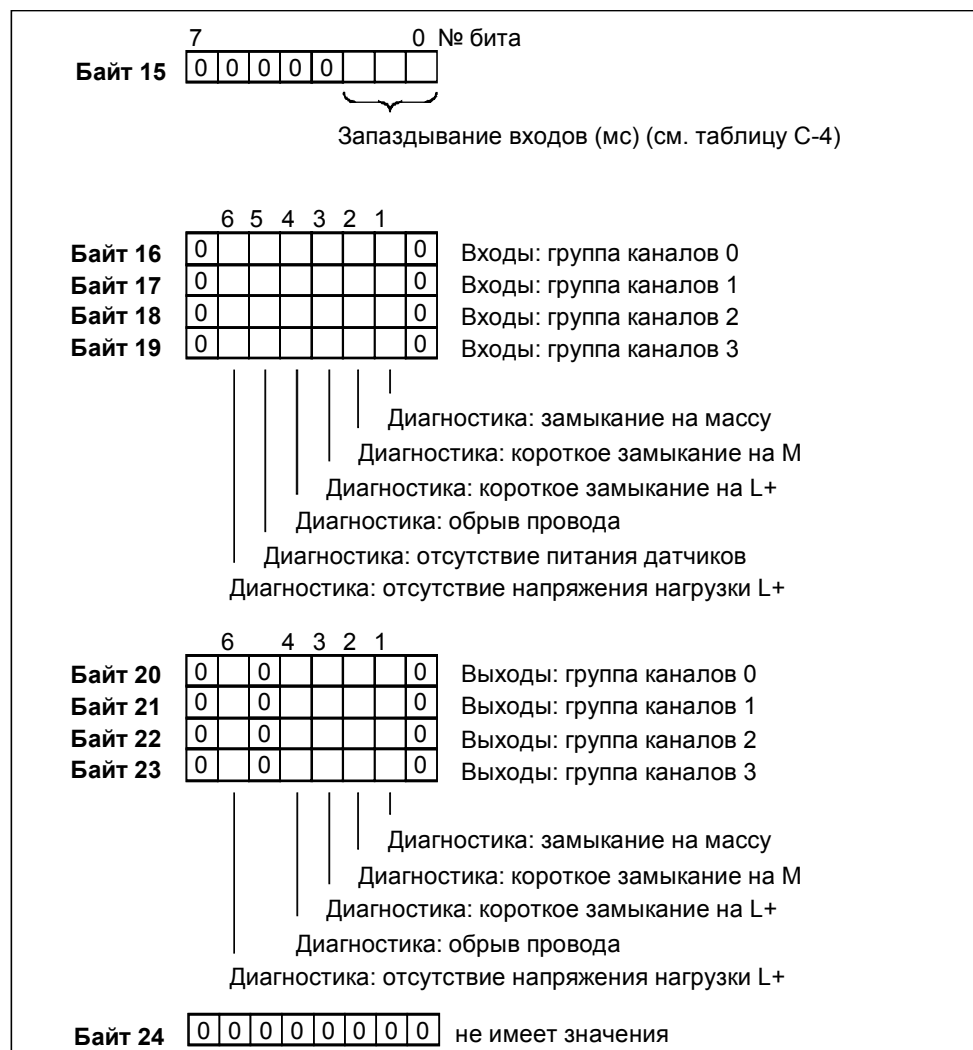 7 0 № бита
Байт 15 0 0 0 0 0
Запаздывание входов (мс) (см. таблицу C-4)
6 5 4 3 2 1
Байт 16 0 0 Входы: группа каналов 0
Байт 17 0 0 Входы: группа каналов 1
Байт 18 0 0 Входы: группа каналов 2
Байт 19 0 0 Входы: группа каналов 3
Диагностика: замыкание на массу
Диагностика: короткое замыкание на M
Диагностика: короткое замыкание на L+
Диагностика: обрыв провода
Диагностика: отсутствие питания датчиков
Диагностика: отсутствие напряжения нагрузки L+
6 4 3 2 1
Байт 20 0 0 0 Выходы: группа каналов 0
Байт 21 0 0 0 Выходы: группа каналов 1
Байт 22 0 0 0 Выходы: группа каналов 2
Байт 23 0 0 0 Выходы: группа каналов 3
Диагностика: замыкание на массу
Диагностика: короткое замыкание на M
Диагностика: короткое замыкание на L+
Диагностика: обрыв провода
Диагностика: отсутствие напряжения нагрузки L+
Байт 24 0 0 0 0 0 0 0 0 не имеет значения